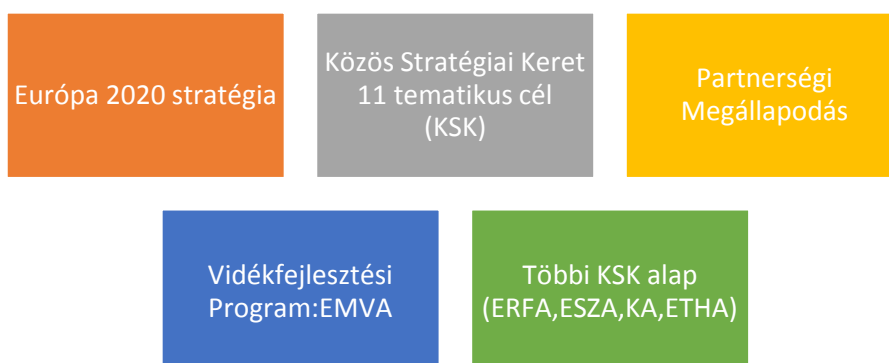 Európa 2020 stratégia
Közös Stratégiai Keret
11 tematikus cél
(KSK)
Partnerségi
Megállapodás
Vidékfejlesztési
Program:EMVA
Többi KSK alap
(ERFA,ESZA,KA,ETHA)